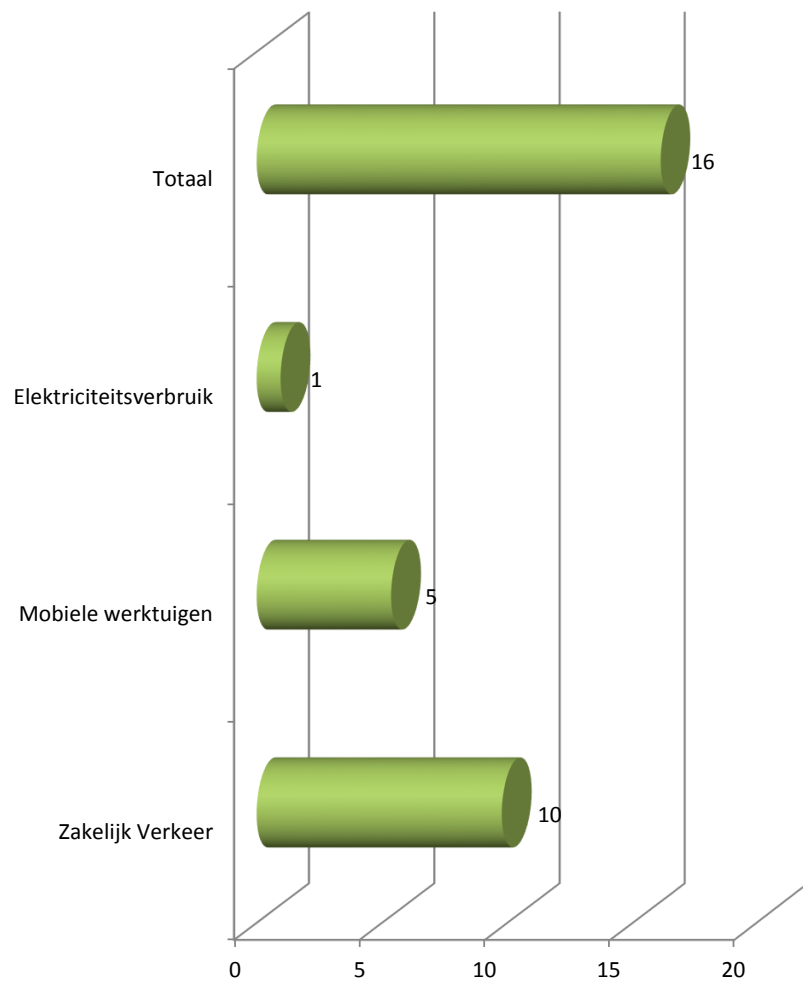 Totaal
16
Elektriciteitsverbruik
1
Mobiele werktuigen
5
Zakelijk Verkeer
10
0 5 10 15 20